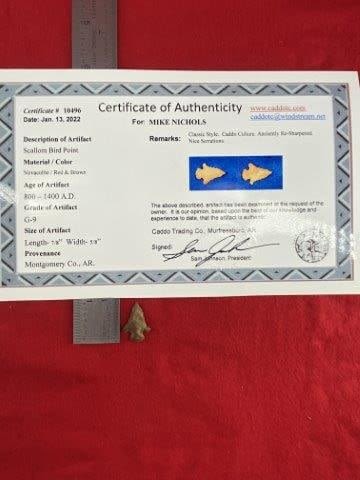 Certificate # 10496
Date: Jan. 13, 2022
Certificate of Authenticity
www.caddotc.com
caddotc@windstream.net
For: MIKE NICHOLS
Description of Artifact
Scallorn Bird Point
Material / Color
Novaculite / Red & Brown
Age of Artifact
800 – 1400 A.D.
Grade of Artifact
G-9
Size of Artifact
Length- 7/8" Width- 5/8"
Provenance
Montgomery Co., AR.
Remarks: Classic Style, Caddo Culture, Anciently Re-Sharpened.
Nice Serrations.
The above described, artifact has been examined at the request of the
owner. It is our opinion, based upon the best of our knowledge and
experience to date, that the artifact is authentic.
Caddo Trading Co., Murfreesboro, AR.
Signed:
Sam Johnson, President